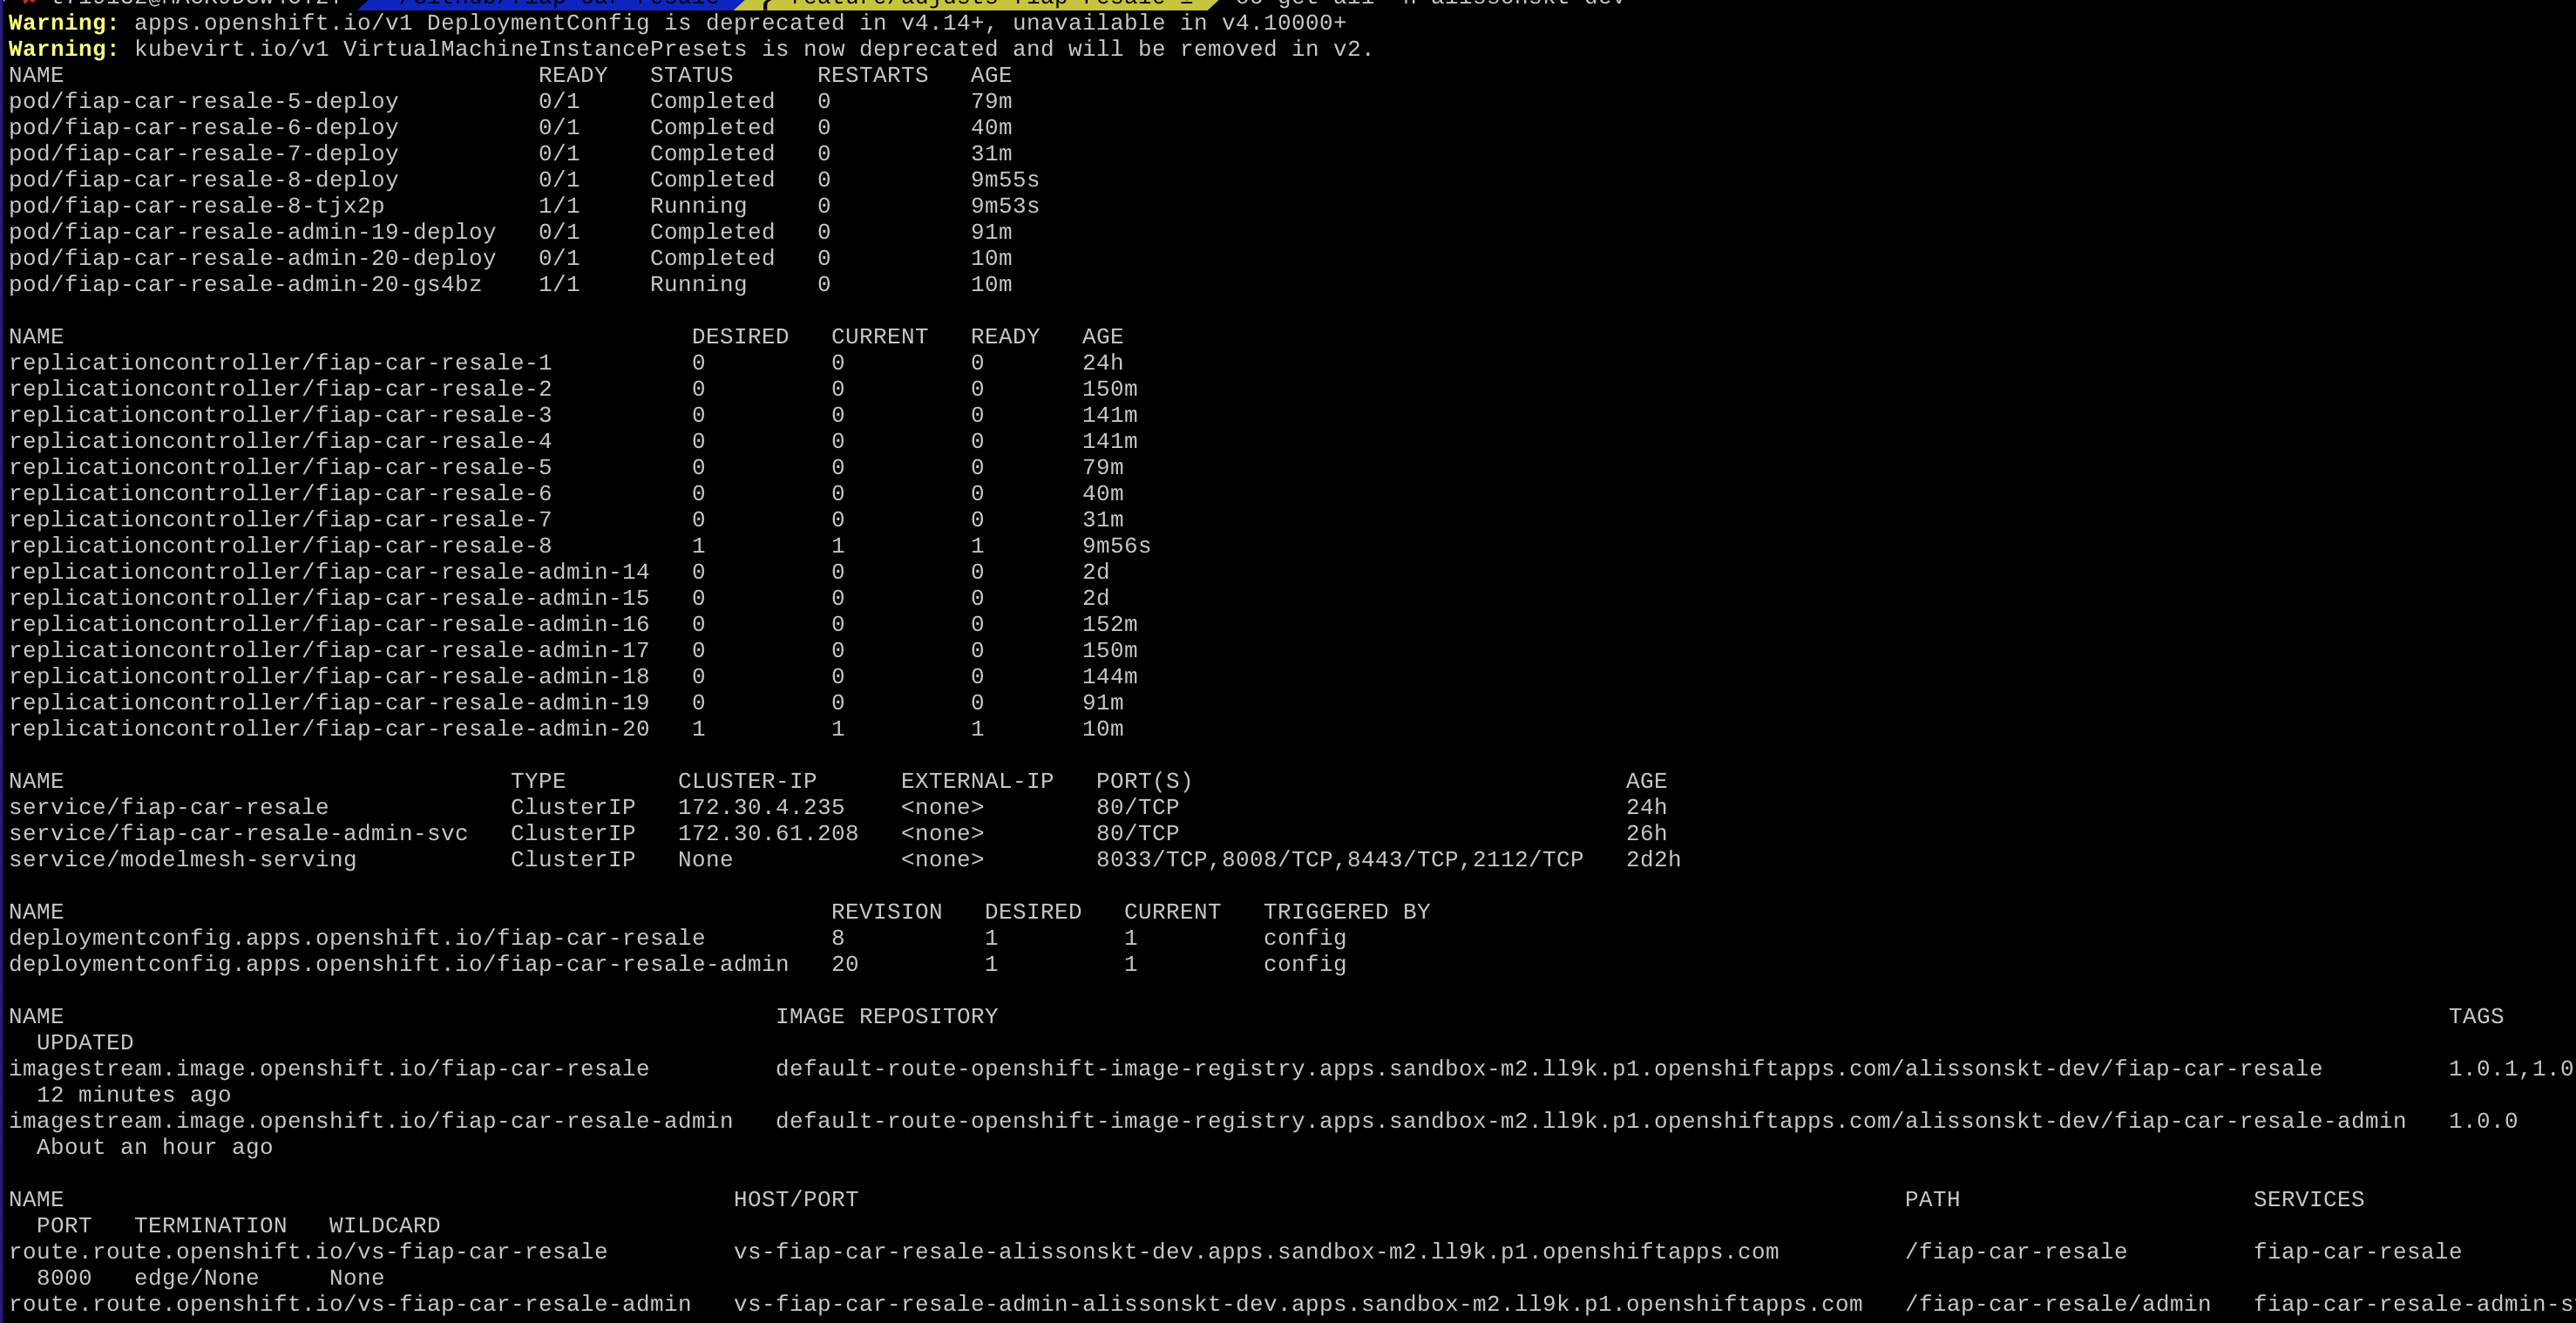 Warning: apps.openshift.io/v1 DeploymentConfig is deprecated in v4.14+, unavailable in v4.10000+
Warning: kubevirt.io/v1 VirtualMachineInstancePresets is now deprecated and will be removed in v2.
NAME READY STATUS RESTARTS AGE
pod/fiap-car-resale-5-deploy 0/1 Completed 0 79m
pod/fiap-car-resale-6-deploy 0/1 Completed 0 40m
pod/fiap-car-resale-7-deploy 0/1 Completed 0 31m
pod/fiap-car-resale-8-deploy 0/1 Completed 0 9m55s
pod/fiap-car-resale-8-tjx2p 1/1 Running 0 9m53s
pod/fiap-car-resale-admin-19-deploy 0/1 Completed 0 91m
pod/fiap-car-resale-admin-20-deploy 0/1 Completed 0 10m
pod/fiap-car-resale-admin-20-gs4bz 1/1 Running 0 10m
NAME DESIRED CURRENT READY AGE
replicationcontroller/fiap-car-resale-1 0 0 0 24h
replicationcontroller/fiap-car-resale-2 0 0 0 150m
replicationcontroller/fiap-car-resale-3 0 0 0 141m
replicationcontroller/fiap-car-resale-4 0 0 0 141m
replicationcontroller/fiap-car-resale-5 0 0 0 79m
replicationcontroller/fiap-car-resale-6 0 0 0 40m
replicationcontroller/fiap-car-resale-7 0 0 0 31m
replicationcontroller/fiap-car-resale-8 1 1 1 9m56s
replicationcontroller/fiap-car-resale-admin-14 0 0 0 2d
replicationcontroller/fiap-car-resale-admin-15 0 0 0 2d
replicationcontroller/fiap-car-resale-admin-16 0 0 0 152m
replicationcontroller/fiap-car-resale-admin-17 0 0 0 150m
replicationcontroller/fiap-car-resale-admin-18 0 0 0 144m
replicationcontroller/fiap-car-resale-admin-19 0 0 0 91m
replicationcontroller/fiap-car-resale-admin-20 1 1 1 10m
NAME TYPE CLUSTER-IP EXTERNAL-IP PORT(S) AGE
service/fiap-car-resale ClusterIP 172.30.4.235 <none> 80/TCP 24h
service/fiap-car-resale-admin-svc ClusterIP 172.30.61.208 <none> 80/TCP 26h
service/modelmesh-serving ClusterIP None <none> 8033/TCP,8008/TCP,8443/TCP,2112/TCP 2d2h
NAME REVISION DESIRED CURRENT TRIGGERED BY
deploymentconfig.apps.openshift.io/fiap-car-resale 8 1 1 config
deploymentconfig.apps.openshift.io/fiap-car-resale-admin 20 1 1 config
NAME IMAGE REPOSITORY TAGS
UPDATED
imagestream.image.openshift.io/fiap-car-resale default-route-openshift-image-registry.apps.sandbox-m2.ll9k.p1.openshiftapps.com/alissonskt-dev/fiap-car-resale 1.0.1,1.0
12 minutes ago
imagestream.image.openshift.io/fiap-car-resale-admin default-route-openshift-image-registry.apps.sandbox-m2.ll9k.p1.openshiftapps.com/alissonskt-dev/fiap-car-resale-admin 1.0.0
About an hour ago
NAME HOST/PORT PATH SERVICES
PORT TERMINATION WILDCARD
route.route.openshift.io/vs-fiap-car-resale vs-fiap-car-resale-alissonskt-dev.apps.sandbox-m2.ll9k.p1.openshiftapps.com /fiap-car-resale fiap-car-resale
8000 edge/None None
route.route.openshift.io/vs-fiap-car-resale-admin vs-fiap-car-resale-admin-alissonskt-dev.apps.sandbox-m2.ll9k.p1.openshiftapps.com /fiap-car-resale/admin fiap-car-resale-admin-s